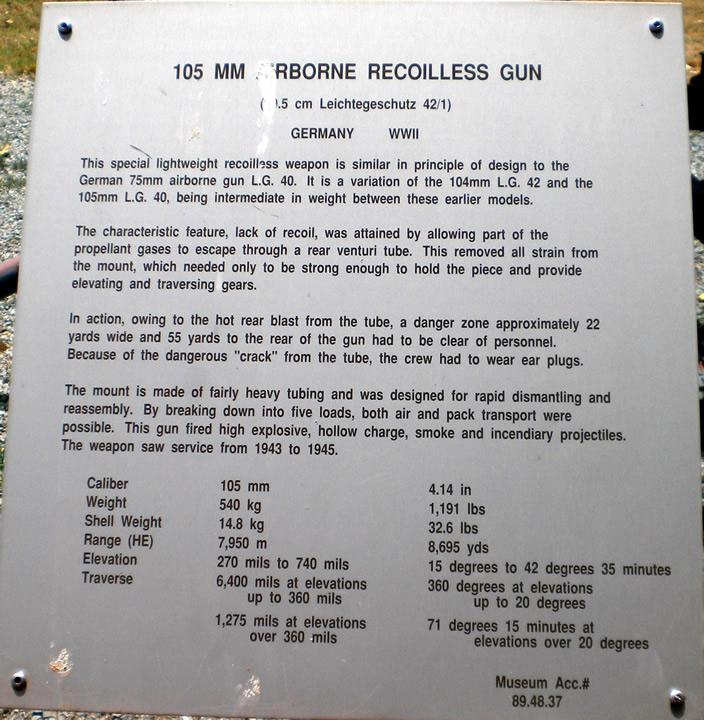 105 MM AIRBORNE RECOILLESS GUN
.5 cm Leichtegeschutz 42/1)
GERMANY WWII
This special lightweight recoilless weapon is similar in principle of design to the
German 75mm airborne gun L.G. 40. It is a variation of the 104mm L.G. 42 and the
105mm L.G. 40, being intermediate in weight between these earlier models.
The characteristic feature, lack of recoil, was attained by allowing part of the
propellant gases to escape through a rear venturi tube. This removed all strain from
the mount, which needed only to be strong enough to hold the piece and provide
elevating and traversing gears.
In action, owing to the hot rear blast from the tube, a danger zone approximately 22
yards wide and 55 yards to the rear of the gun had to be clear of personnel.
Because of the dangerous "crack" from the tube, the crew had to wear ear plugs.
The mount is made of fairly heavy tubing and was designed for rapid dismantling and
reassembly. By breaking down into five loads, both air and pack transport were
possible. This gun fired high explosive, hollow charge, smoke and incendiary projectiles.
The weapon saw service from 1943 to 1945.
Caliber 105 mm 4.14 in
Weight 540 kg 1,191 lbs
Shell Weight 14.8 kg 32.6 lbs
Range (HE) 7,950 m 8,695 yds
Elevation 270 mils to 740 mils 15 degrees to 42 degrees 35 minutes
Traverse 6,400 mils at elevations 360 degrees at elevations
up to 360 mils up to 20 degrees
1,275 mils at elevations 71 degrees 15 minutes at
over 360 mils elevations over 20 degrees
Museum Acc.#
89.48.37